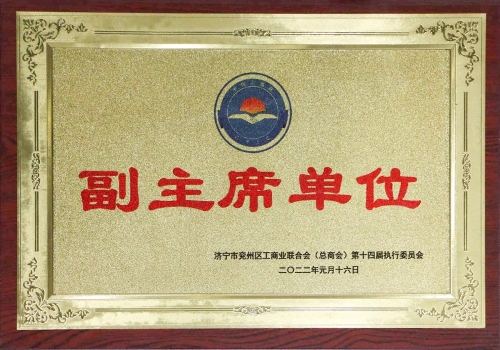 副主席单位
济宁市兖州区工商业联合会（总商会）第十四届执行委员会
二〇二二年元月十六日